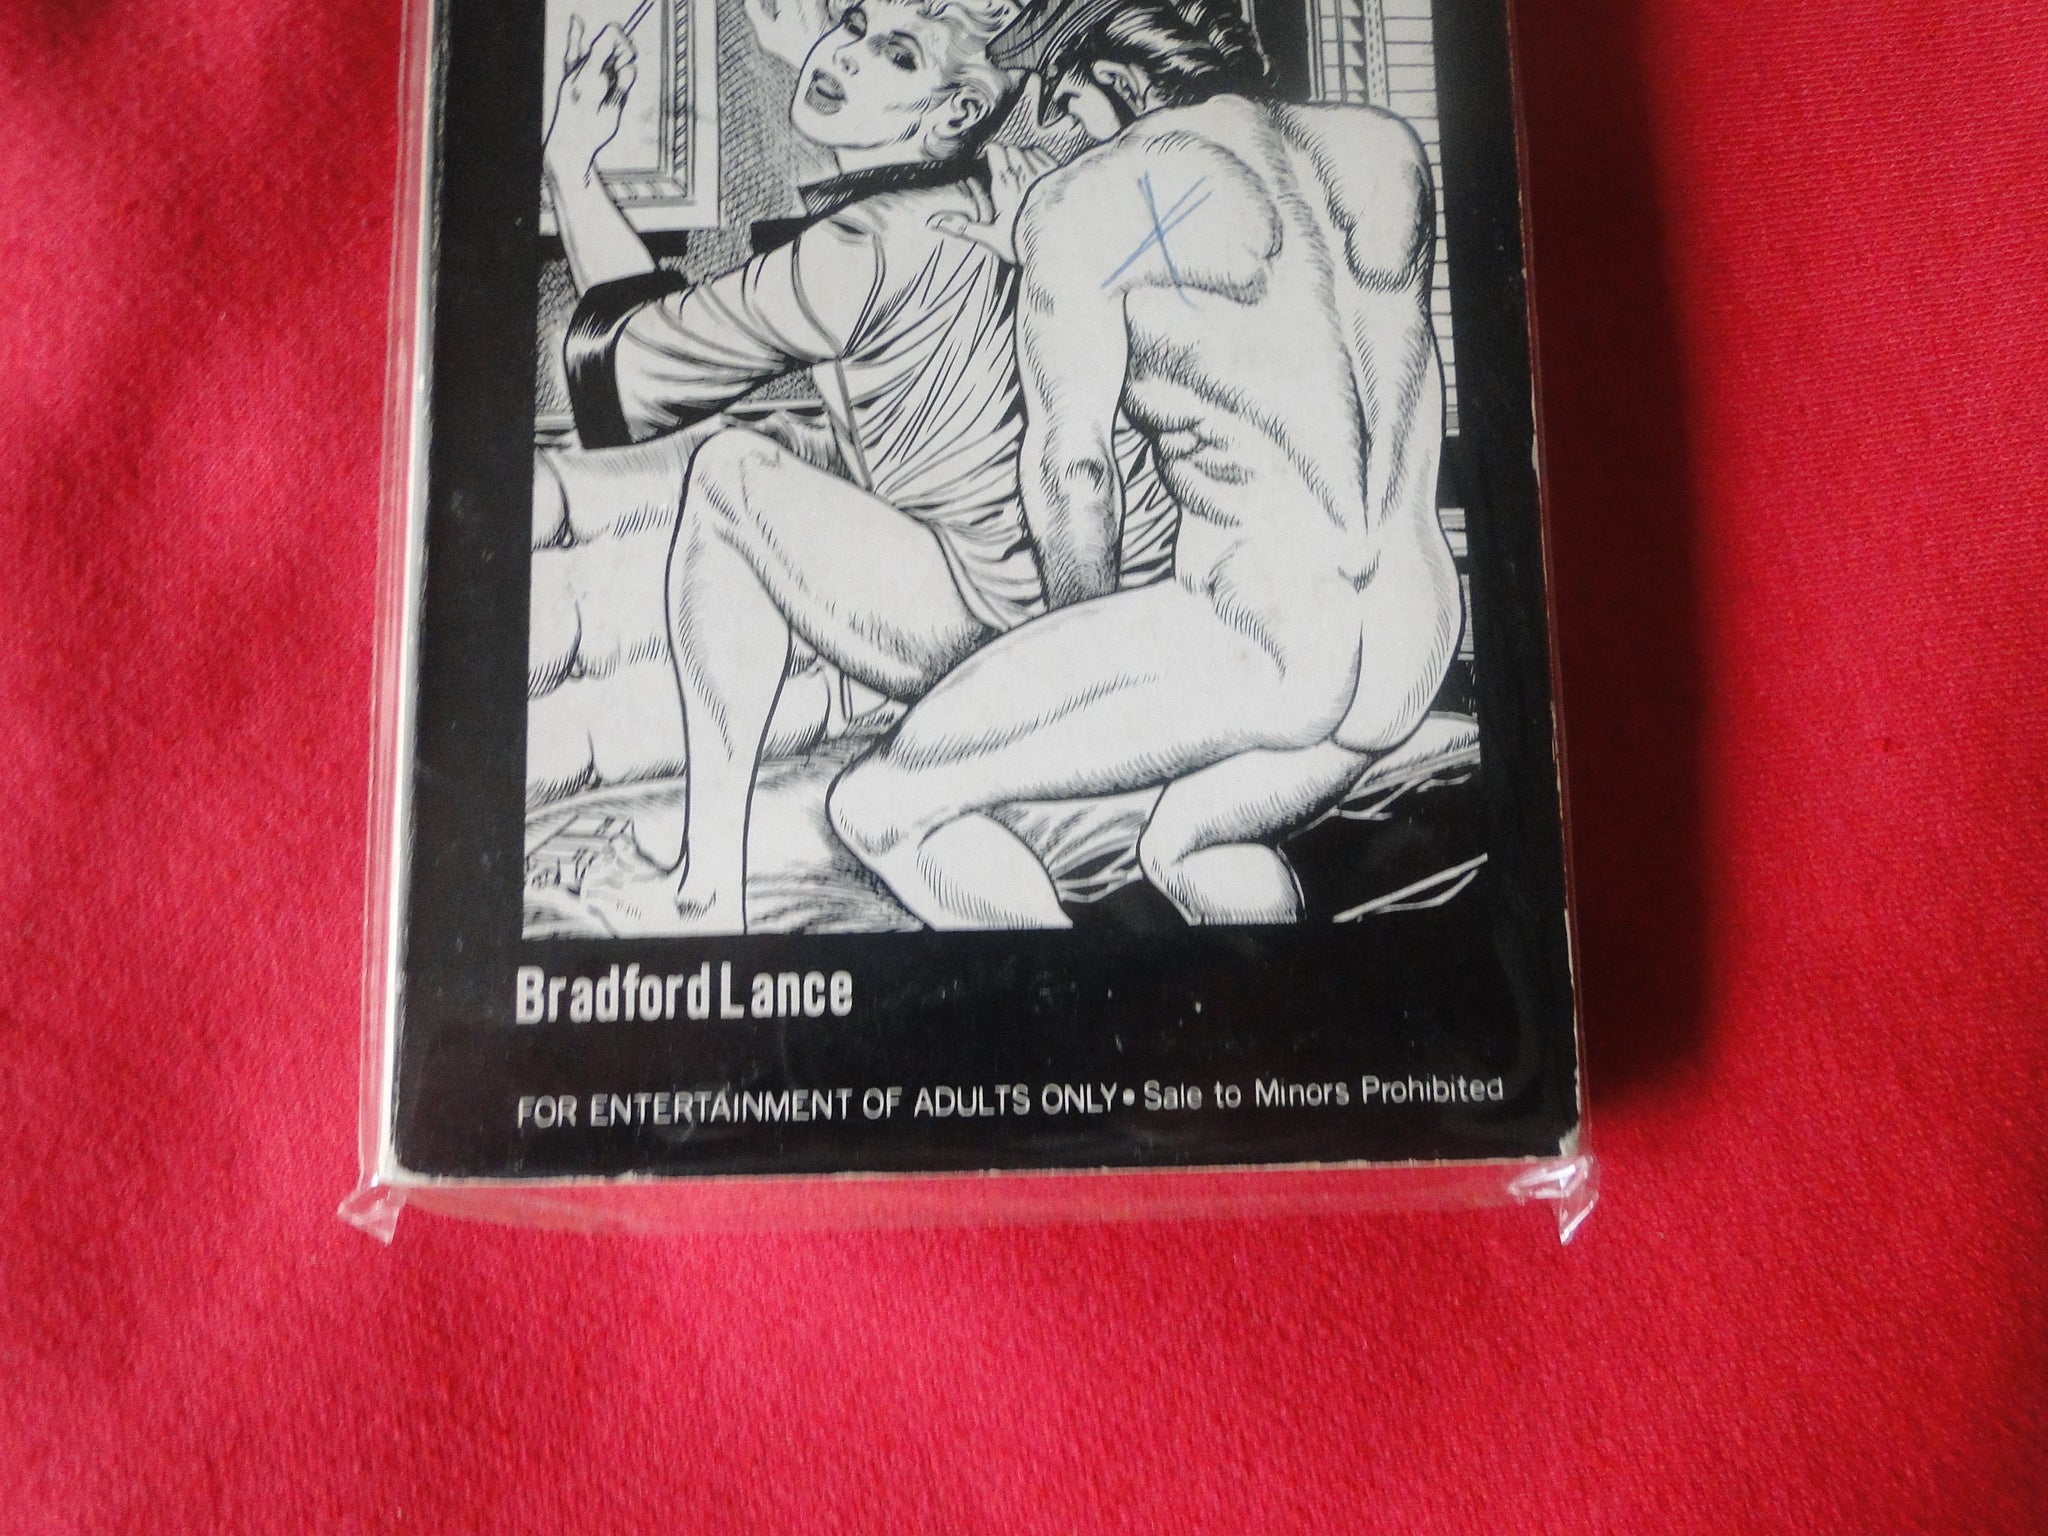 Bradford Lance
FOR ENTERTAINMENT OF ADULTS ONLY • Sale to Minors Prohibited